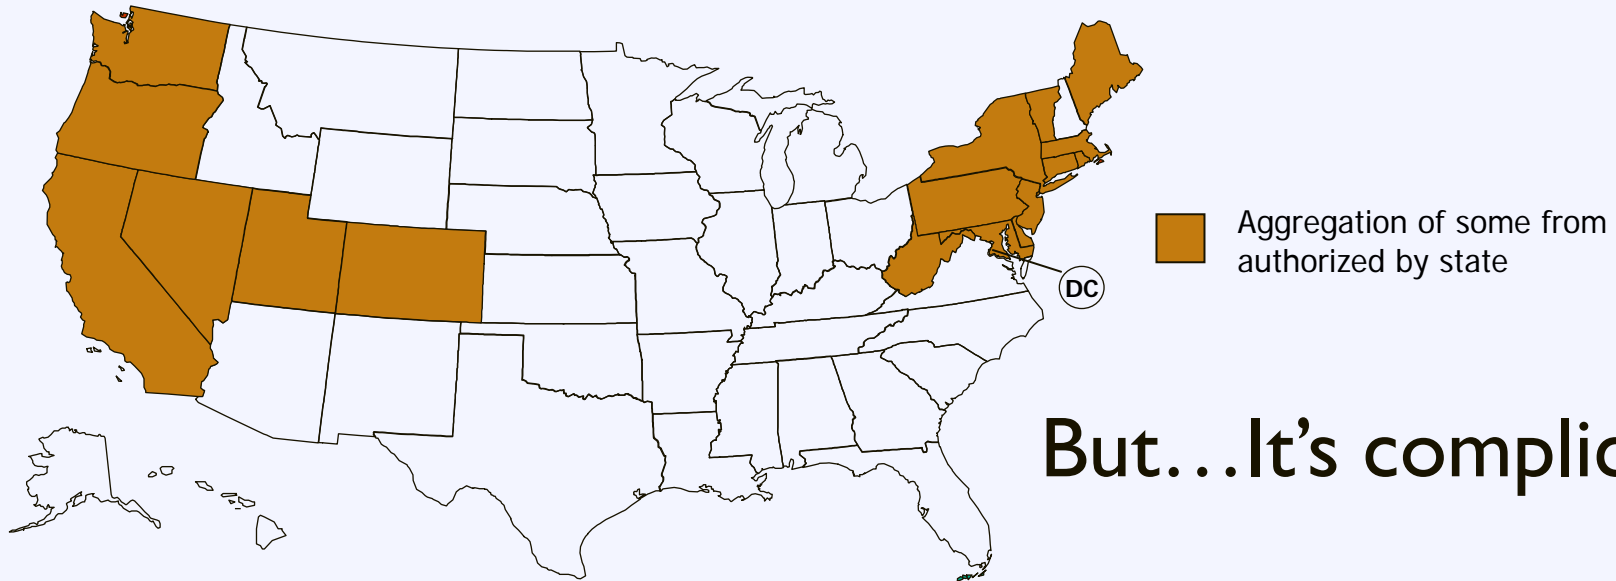 Aggregation of some from
authorized by state
DC
But…It’s complic